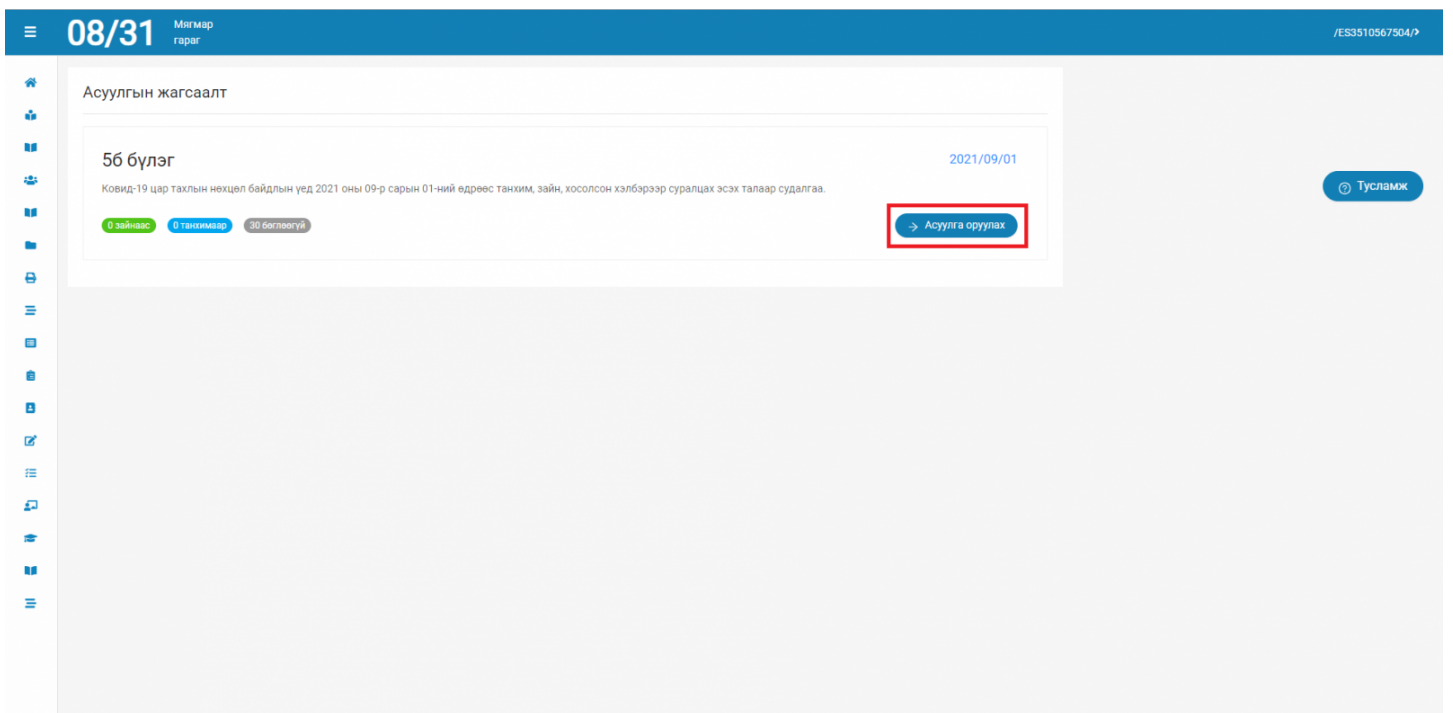 08/31
Мягмар
гараг
/ES3510567504/
Асуулгын жагсаалт
5б бүлэг
2021/09/01
Ковид-19 цар тахлын нөхцөл байдлын үед 2021 оны 09-р сарын 01-ний өдрөөс танхим, зайн, хосолсон хэлбэрээр суралцах эсэх талаар судалгаа.
Тусламж
0 зайнаас 0 танхимаар 30 бөглөөгүй
Асуулга оруулах